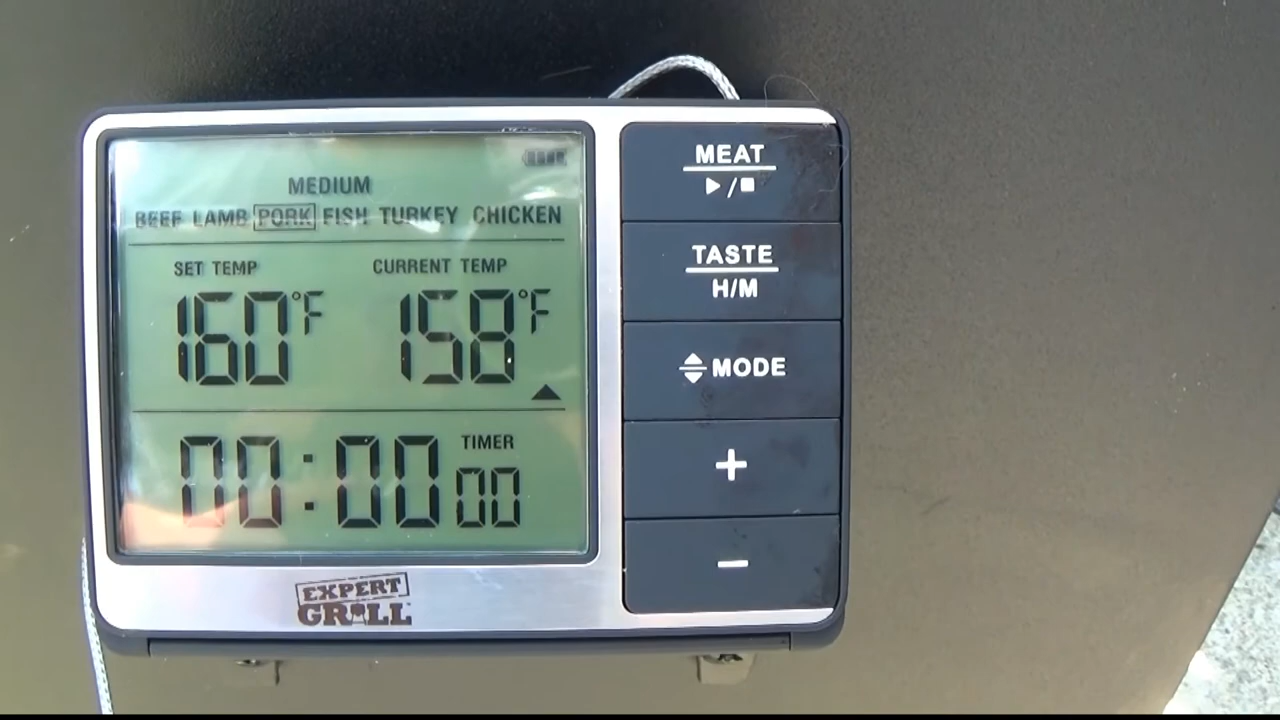 MEDIUM
BEEF LAMB PORK FISH TURKEY CHICKEN
SET TEMP CURRENT TEMP
160°F 158°F
TIMER
00:00 00
EXPERT
GRILL
MEAT
▶/■
TASTE
H/M
MODE
+
−